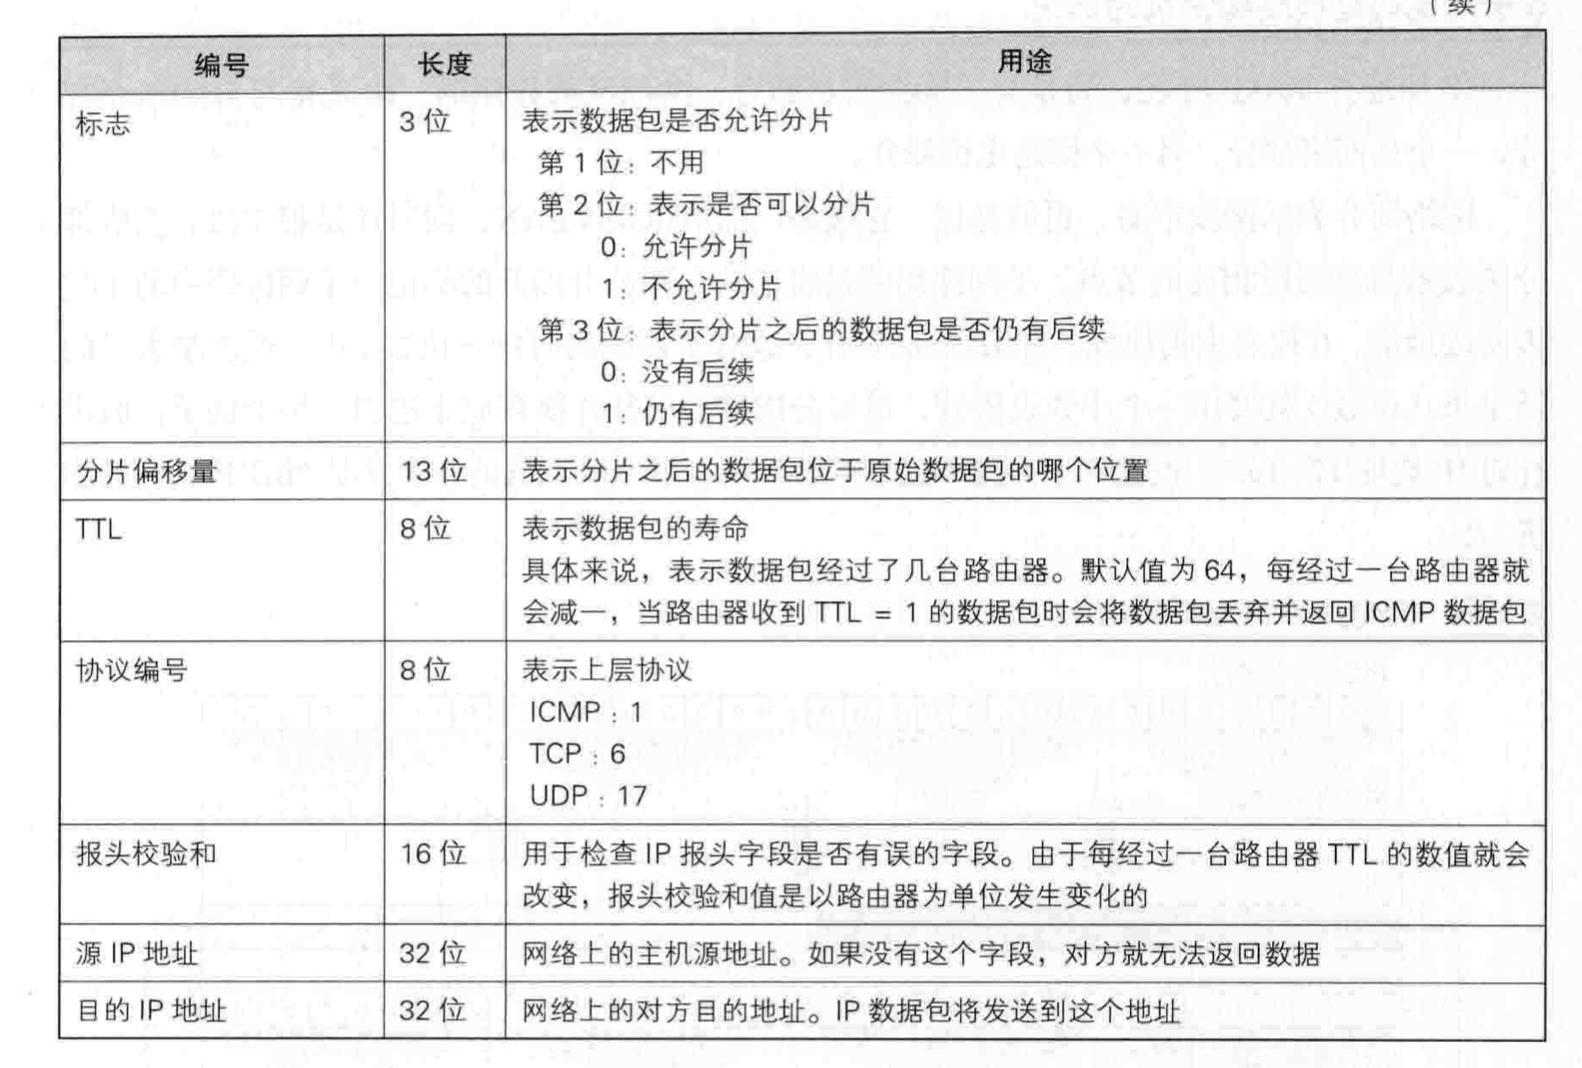 （续）
编号 长度 用途
标志 3 位 表示数据包是否允许分片
第 1 位：不用
第 2 位：表示是否可以分片
0：允许分片
1：不允许分片
第 3 位：表示分片之后的数据包是否仍有后续
0：没有后续
1：仍有后续
分片偏移量 13 位 表示分片之后的数据包位于原始数据包的哪个位置
TTL 8 位 表示数据包的寿命
具体来说，表示数据包经过了几台路由器。默认值为 64，每经过一台路由器就
会减一，当路由器收到 TTL = 1 的数据包时会将数据包丢弃并返回 ICMP 数据包
协议编号 8 位 表示上层协议
ICMP：1
TCP：6
UDP：17
报头校验和 16 位 用于检查 IP 报头字段是否有误的字段。由于每经过一台路由器 TTL 的数值就会
改变，报头校验和值是以路由器为单位发生变化的
源 IP 地址 32 位 网络上的主机源地址。如果没有这个字段，对方就无法返回数据
目的 IP 地址 32 位 网络上的对方目的地址。IP 数据包将发送到这个地址